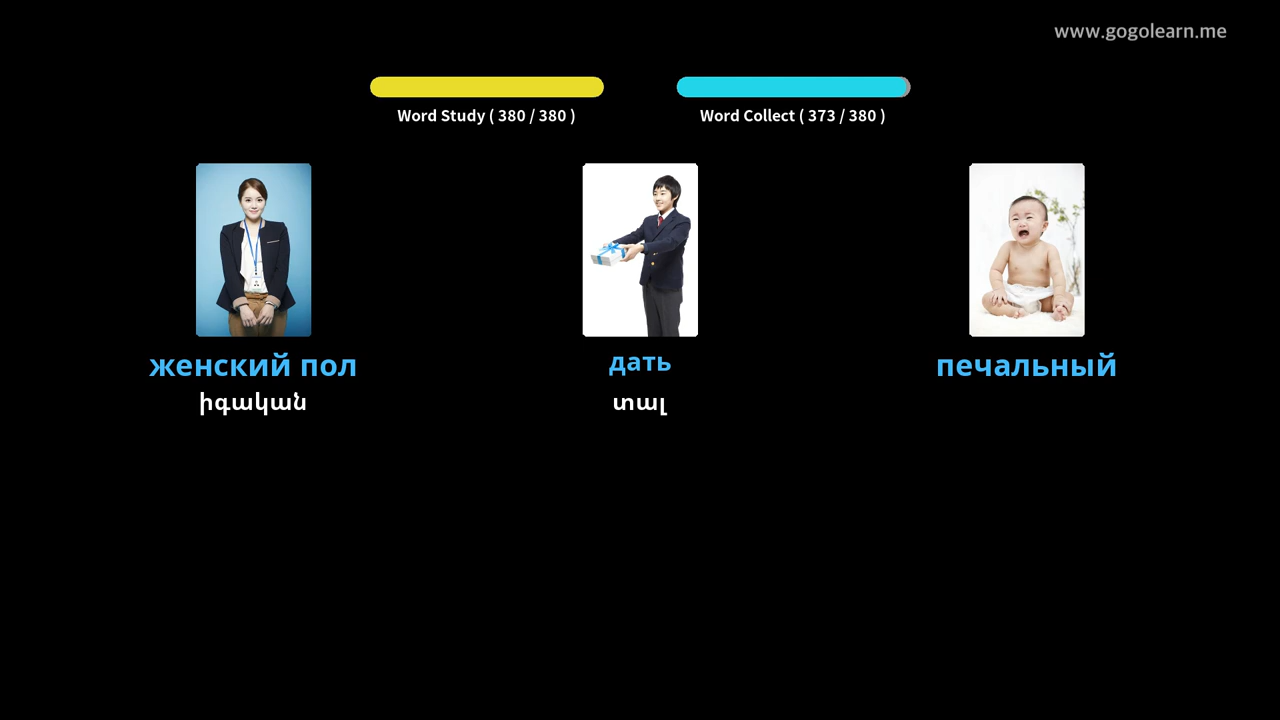 www.gogolearn.me
Word Study ( 380 / 380 )
Word Collect ( 373 / 380 )
женский пол
իգական
дать
տալ
печальный